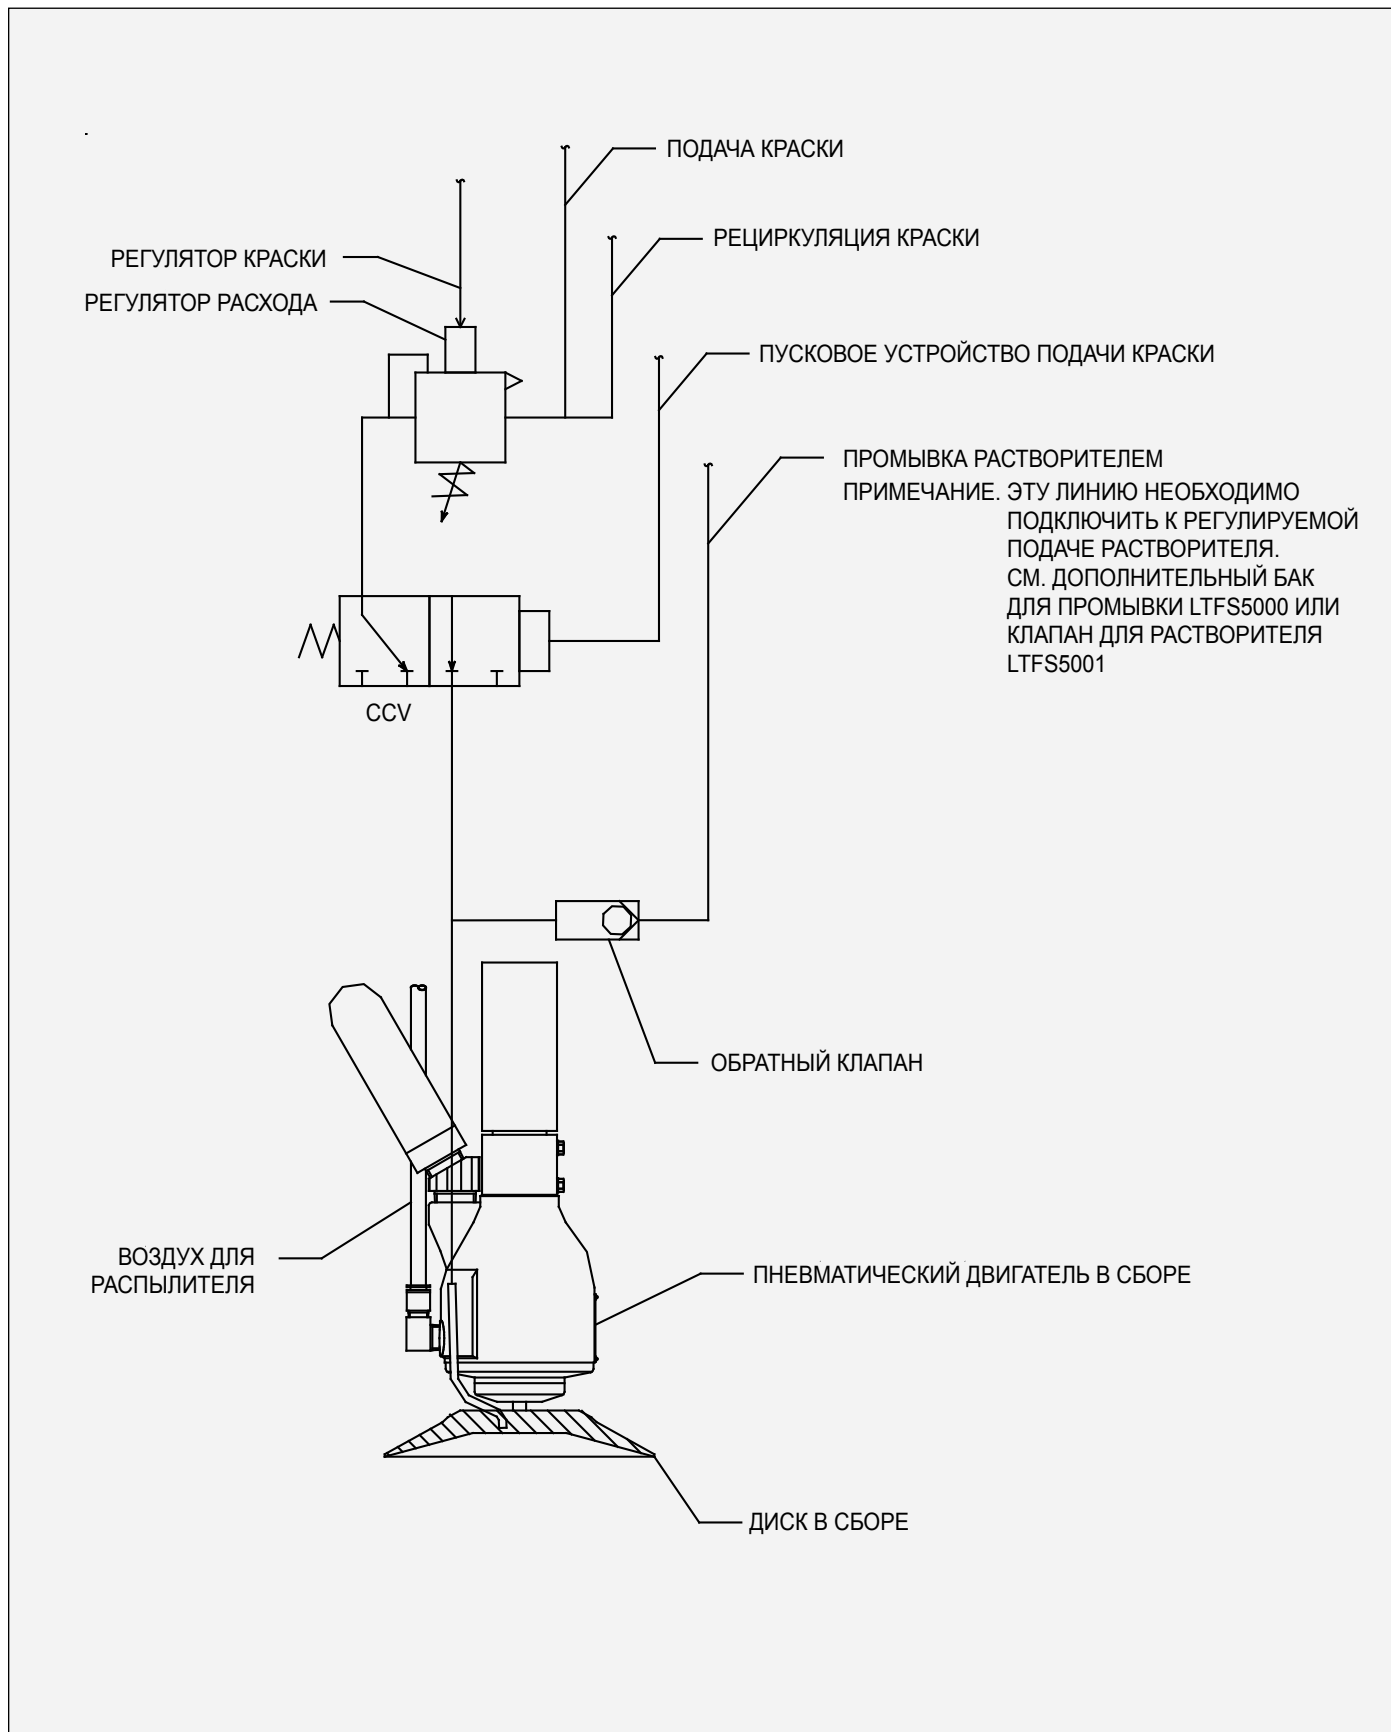 ПОДАЧА КРАСКИ
РЕЦИРКУЛЯЦИЯ КРАСКИ
РЕГУЛЯТОР КРАСКИ
РЕГУЛЯТОР РАСХОДА
ПУСКОВОЕ УСТРОЙСТВО ПОДАЧИ КРАСКИ
ПРОМЫВКА РАСТВОРИТЕЛЕМ
ПРИМЕЧАНИЕ. ЭТУ ЛИНИЮ НЕОБХОДИМО
ПОДКЛЮЧИТЬ К РЕГУЛИРУЕМОЙ
ПОДАЧЕ РАСТВОРИТЕЛЯ.
СМ. ДОПОЛНИТЕЛЬНЫЙ БАК
ДЛЯ ПРОМЫВКИ LTFS5000 ИЛИ
КЛАПАН ДЛЯ РАСТВОРИТЕЛЯ
LTFS5001
CCV
ОБРАТНЫЙ КЛАПАН
ВОЗДУХ ДЛЯ
РАСПЫЛИТЕЛЯ
ПНЕВМАТИЧЕСКИЙ ДВИГАТЕЛЬ В СБОРЕ
ДИСК В СБОРЕ